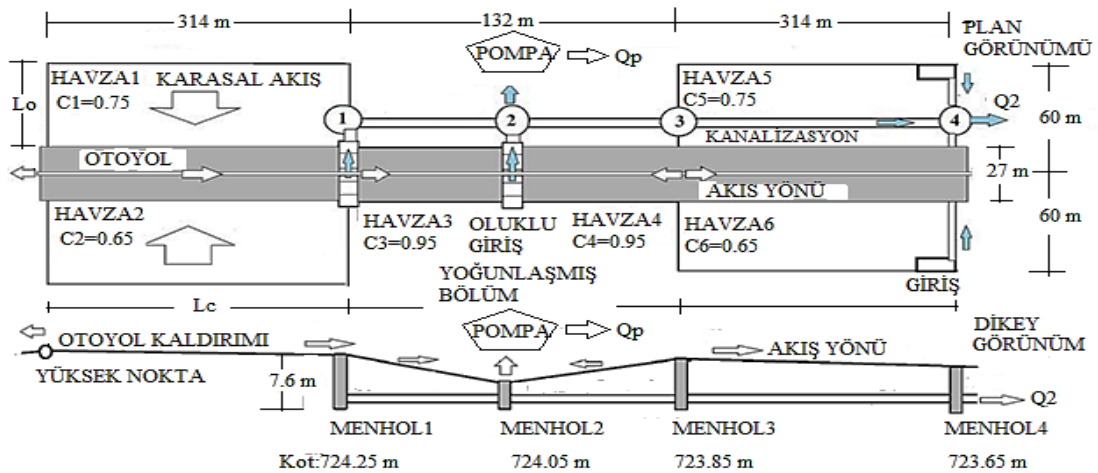 314 m
132 m
314 m
PLAN
GÖRÜNÜMÜ
POMPA
Qp
HAVZA1
C1=0.75
KARASAL AKIŞ
HAVZA5
C5=0.75
Lo
1
2
3
4
Q2
60 m
KANALİZASYON
OTOYOL
27 m
AKIS YÖNÜ
HAVZA2
C2=0.65
HAVZA3
C3=0.95
OLUKLU
GİRİŞ
HAVZA4
C4=0.95
HAVZA6
C6=0.65
60 m
GİRİŞ
YOĞUNLAŞMIŞ
BÖLÜM
Lc
POMPA
Qp
DİKEY
GÖRÜNÜM
OTOYOL KALDIRIMI
AKIŞ YÖNÜ
YÜKSEK NOKTA
7.6 m
Q2
MENHOL1
MENHOL2
MENHOL3
MENHOL4
Kot:724.25 m
724.05 m
723.85 m
723.65 m